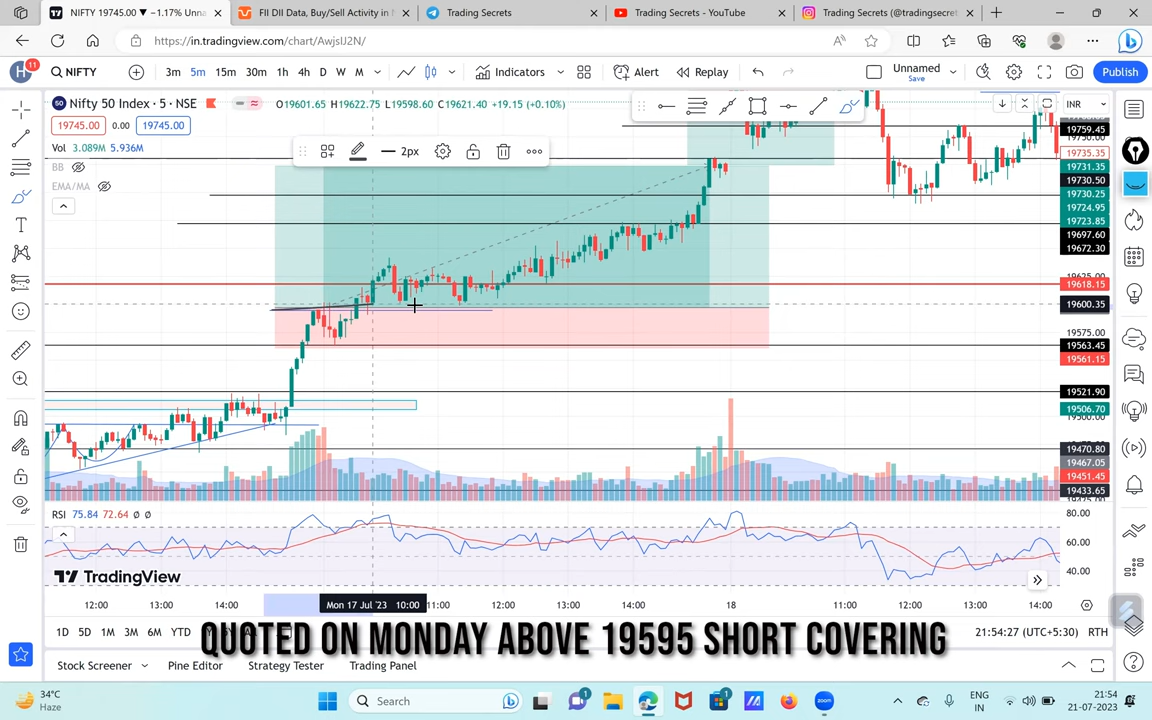 NIFTY 19745.00 ▼ −1.17% Unna
FII DII Data, Buy/Sell Activity in
Trading Secrets
Trading Secrets - YouTube
Trading Secrets (@tradingsecret
https://in.tradingview.com/chart/AwjsIJ2N/
H 11
NIFTY
3m 5m 15m 30m 1h 4h D W M
Indicators
Alert
Replay
Unnamed
Save
Publish
50 Nifty 50 Index · 5 · NSE
O19601.65 H19622.75 L19598.60 C19621.40 +19.15 (+0.10%)
INR
19745.00 0.00 19745.00
Vol 3.089M 5.936M
2px
BB
EMA/MA
19759.45
19735.35
19731.35
19730.50
19730.25
19724.95
19723.85
19697.60
19672.30
19625.00
19618.15
19600.35
19575.00
19563.45
19561.15
19521.90
19506.70
19470.80
19467.05
19451.45
19433.65
RSI 75.84 72.64 Ø Ø
80.00
60.00
40.00
TradingView
12:00 13:00 14:00 Mon 17 Jul '23 10:00 11:00 12:00 13:00 14:00 18 11:00 12:00 13:00 14:00
1D 5D 1M 3M 6M YTD
21:54:27 (UTC+5:30) RTH
QUOTED ON MONDAY ABOVE 19595 SHORT COVERING
Stock Screener Pine Editor Strategy Tester Trading Panel
34°C
Haze
Search
1
1
ENG
IN
21:54
21-07-2023